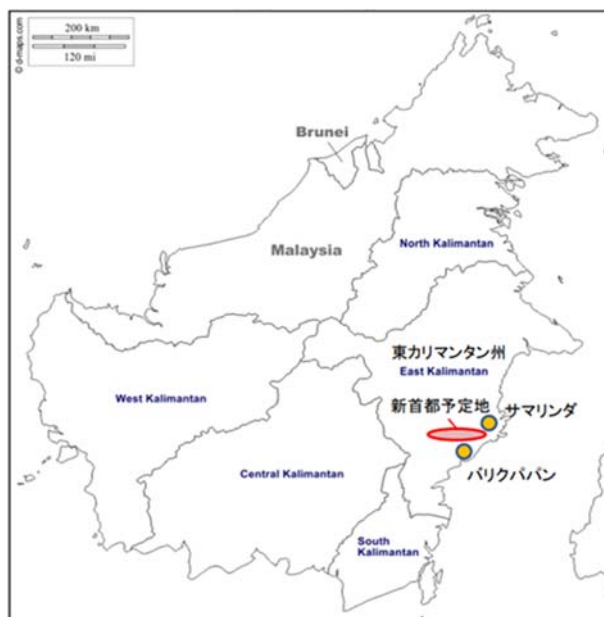 © d-maps.com
200 km
120 mi
Brunei
Malaysia
North Kalimantan
東カリマンタン州
East Kalimantan
West Kalimantan
新首都予定地
サマリンダ
Central Kalimantan
バリクパパン
South
Kalimantan